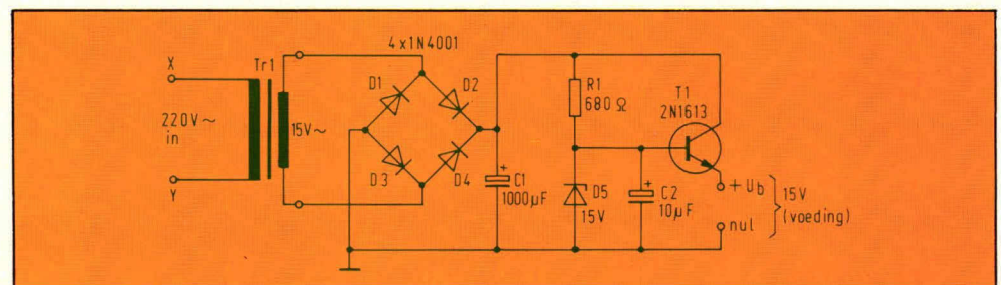 4x1N4001
X
Tr1
D1
D2
R1
680 Ω
T1
2N1613
220V~
in
15V~
D3
D4
+
C1
1000µF
D5
15V
+
C2
10µF
+ Ub
nul
15V
(voeding)
Y